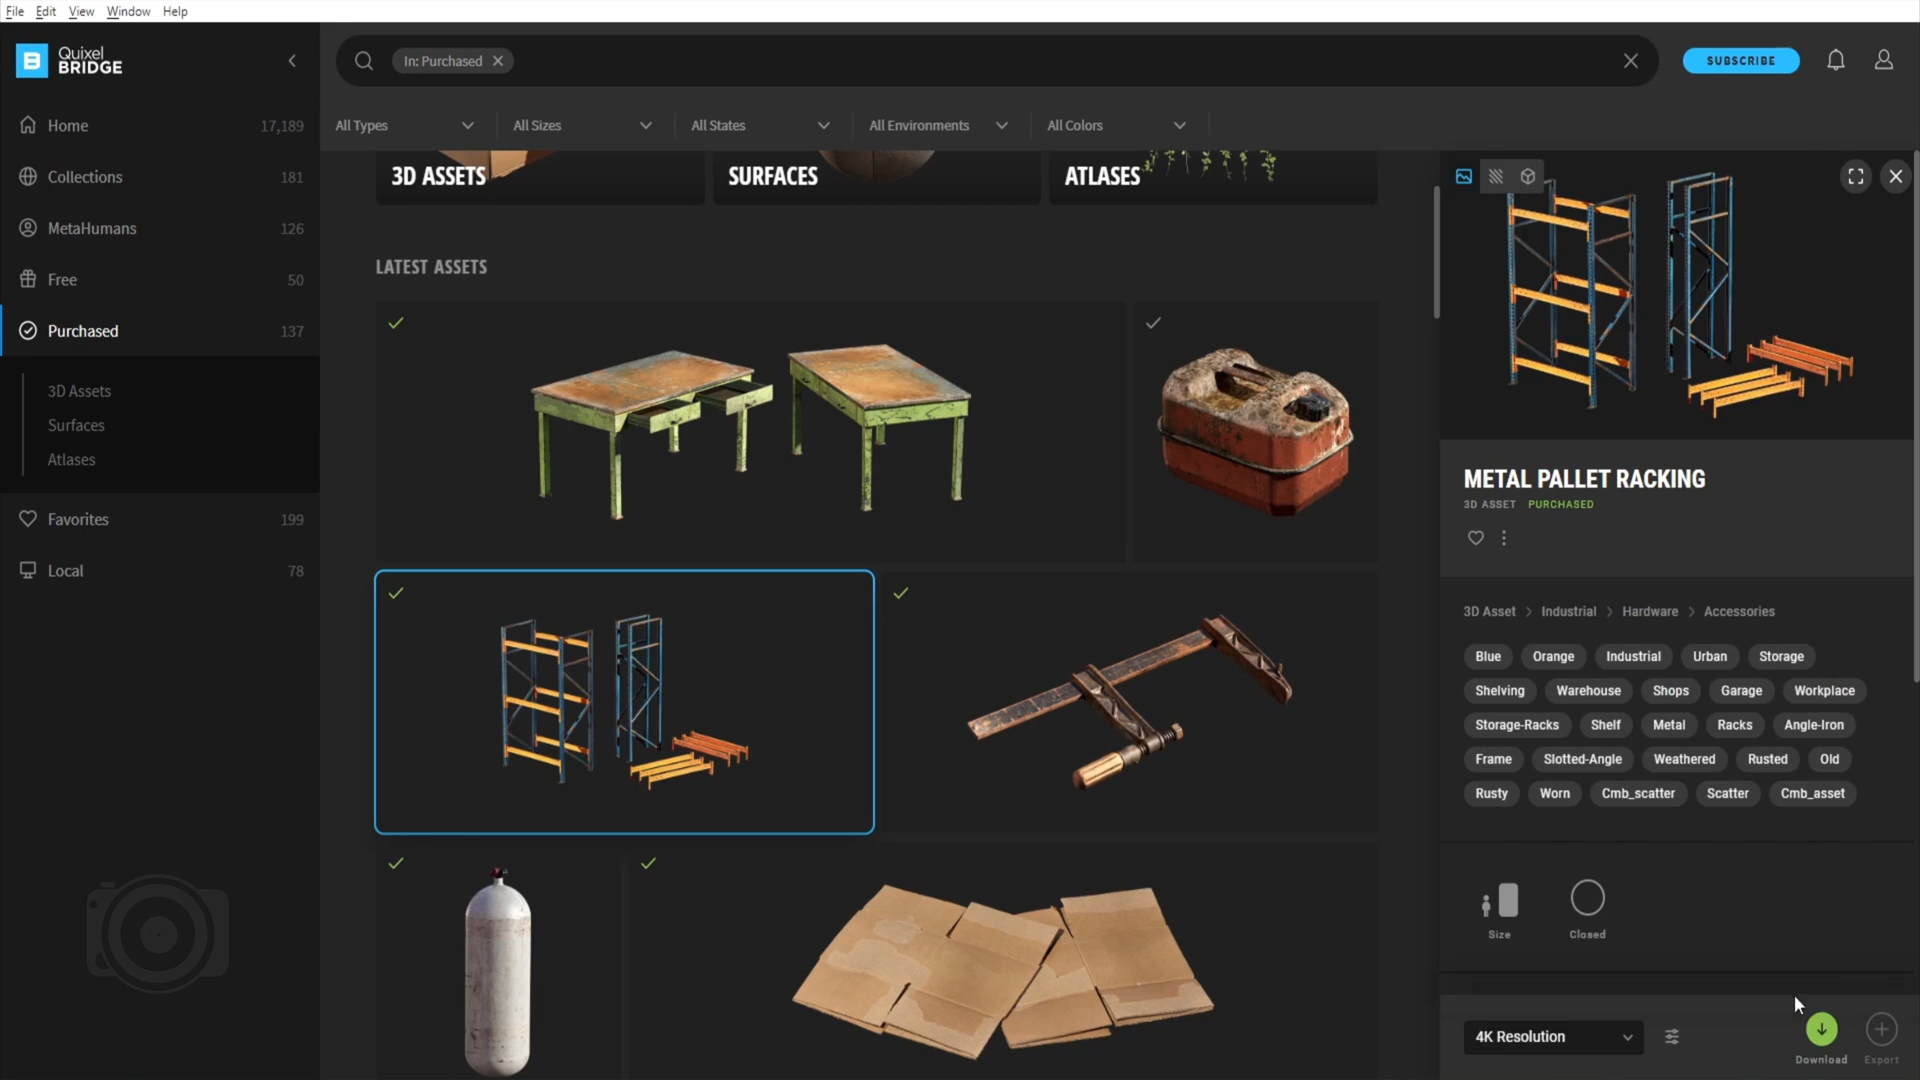 File Edit View Window Help
Quixel
BRIDGE
In: Purchased
SUBSCRIBE
Home 17,189
Collections 181
MetaHumans 126
Free 50
Purchased 137
3D Assets
Surfaces
Atlases
Favorites 199
Local 78
All Types
All Sizes
All States
All Environments
All Colors
3D ASSETS
SURFACES
ATLASES
LATEST ASSETS
METAL PALLET RACKING
3D ASSET PURCHASED
3D Asset > Industrial > Hardware > Accessories
Blue Orange Industrial Urban Storage
Shelving Warehouse Shops Garage Workplace
Storage-Racks Shelf Metal Racks Angle-Iron
Frame Slotted-Angle Weathered Rusted Old
Rusty Worn Cmb_scatter Scatter Cmb_asset
Size Closed
4K Resolution
Download Export